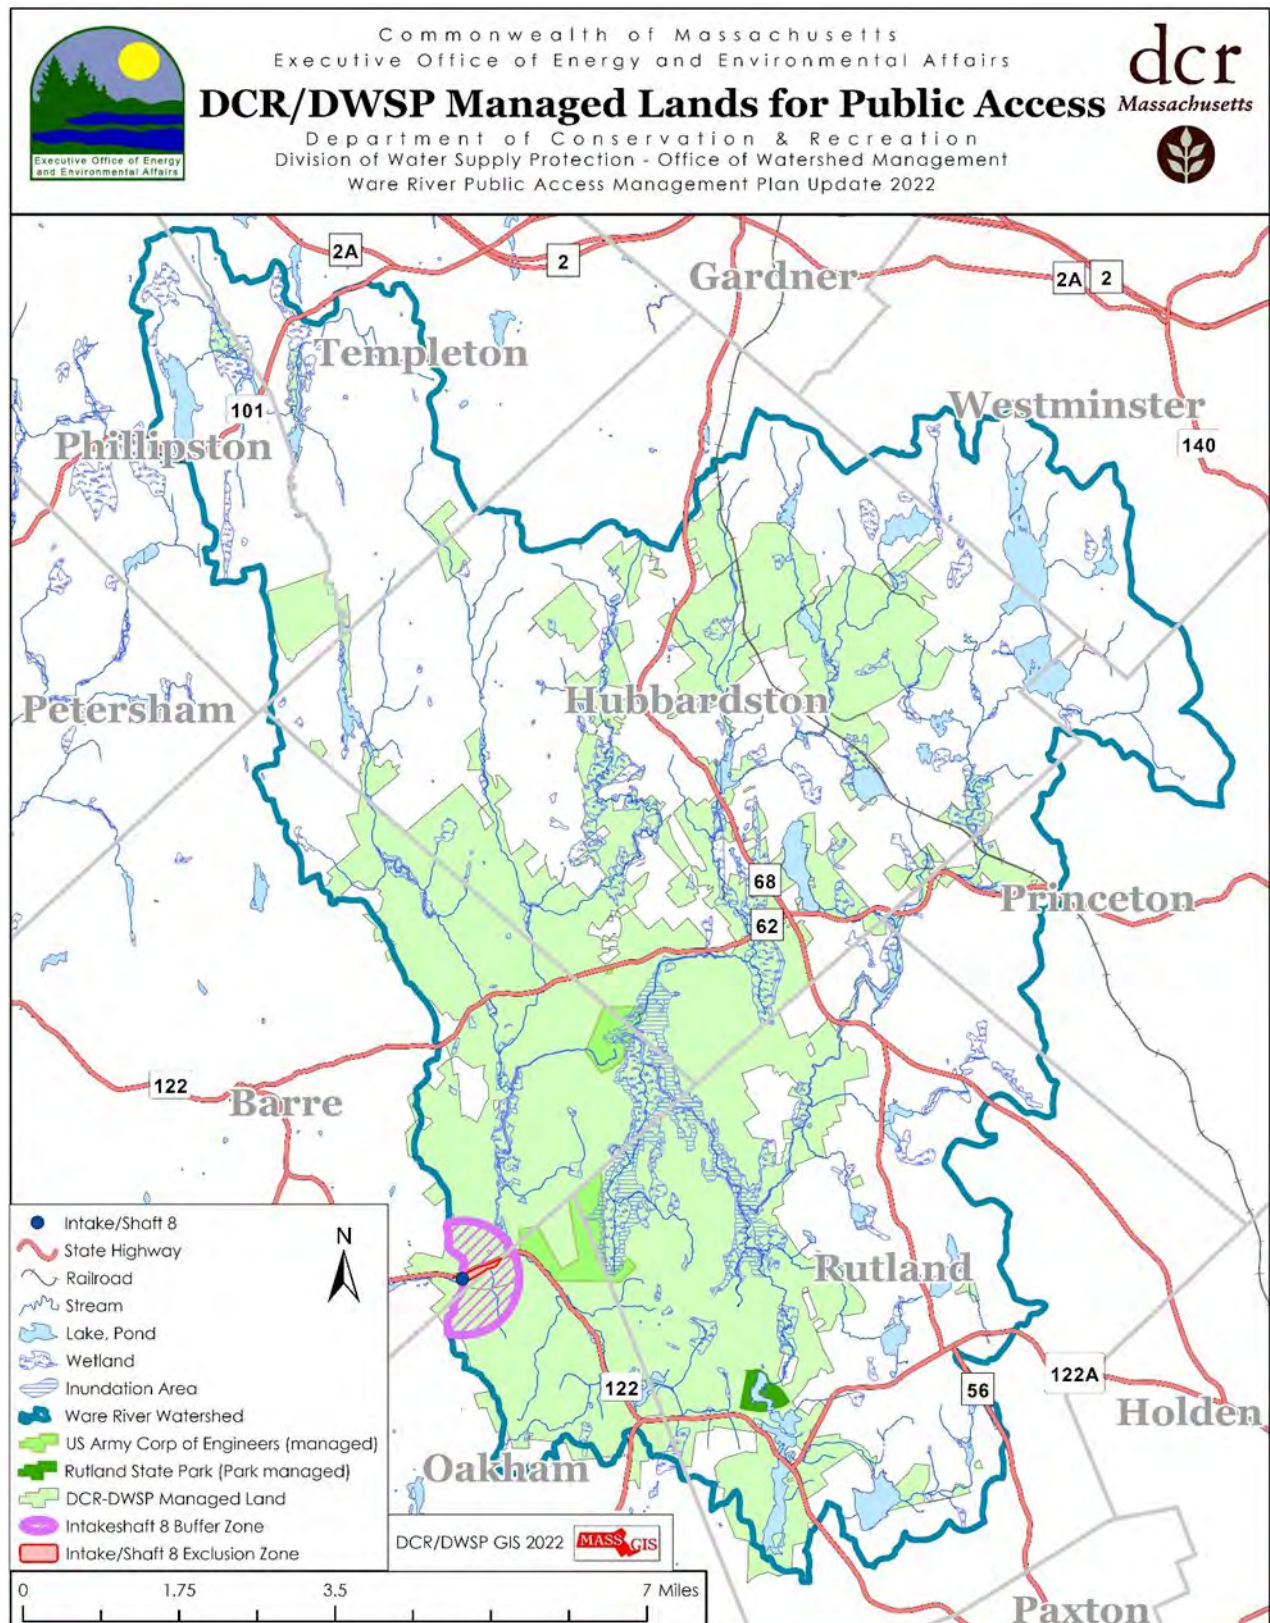 Commonwealth of Massachusetts
Executive Office of Energy and Environmental Affairs
DCR/DWSP Managed Lands for Public Access
Department of Conservation & Recreation
Division of Water Supply Protection - Office of Watershed Management
Ware River Public Access Management Plan Update 2022
Executive Office of Energy
and Environmental Affairs
dcr
Massachusetts
2A
2
Gardner
2A
2
Templeton
101
Westminster
140
Phillipston
Petersham
Hubbardston
68
62
Princeton
122
Barre
Rutland
122
56
122A
Holden
Oakham
Paxton
Intake/Shaft 8
State Highway
Railroad
Stream
Lake, Pond
Wetland
Inundation Area
Ware River Watershed
US Army Corp of Engineers (managed)
Rutland State Park (Park managed)
DCR-DWSP Managed Land
Intakeshaft 8 Buffer Zone
Intake/Shaft 8 Exclusion Zone
N
DCR/DWSP GIS 2022
MASS GIS
0 1.75 3.5 7 Miles